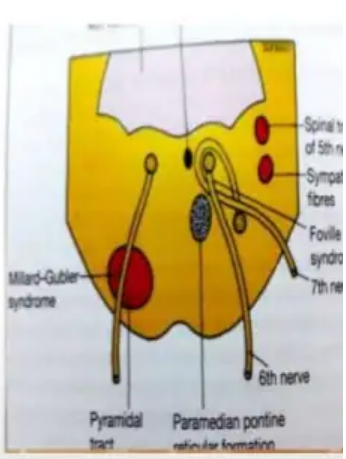 Spinal tr
of 5th ne
Sympat
fibres
Foville
syndro
7th ner
Millard–Gubler
syndrome
6th nerve
Pyramidal
tract
Paramedian pontine
reticular formation